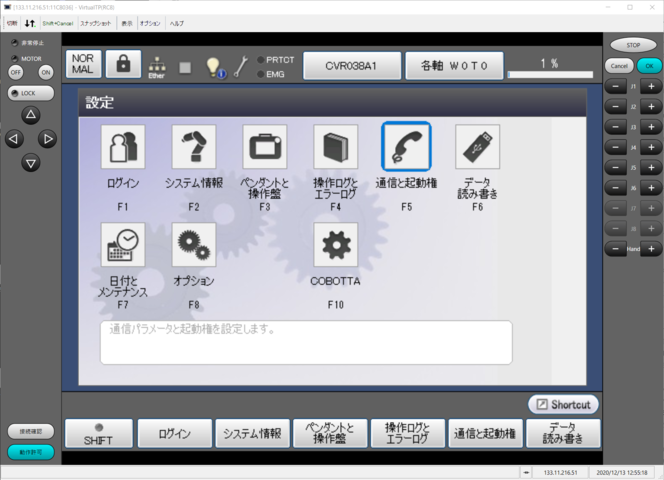 [133.11.216.51:11C8036] - VirtualTP(ROB)
切断
Shift+Cancel
スナップショット
表示
オプション
ヘルプ
非常停止
MOTOR
OFF
ON
LOCK
NOR
MAL
Ether
PRTCT
EMG
CVR038A1
各軸 W0T0
1 %
STOP
Cancel
OK
設定
ログイン
F1
システム情報
F2
ペンダントと
操作盤
F3
操作ログと
エラーログ
F4
通信と起動権
F5
データ
読み書き
F6
日付と
メンテナンス
F7
オプション
F8
COBOTTA
F10
通信パラメータと起動権を設定します。
J1
J2
J3
J4
J5
J6
J7
J8
Hand
Shortcut
接続確認
動作許可
SHIFT
ログイン
システム情報
ペンダントと
操作盤
操作ログと
エラーログ
通信と起動権
データ
読み書き
133.11.216.51
2020/12/13 12:55:18